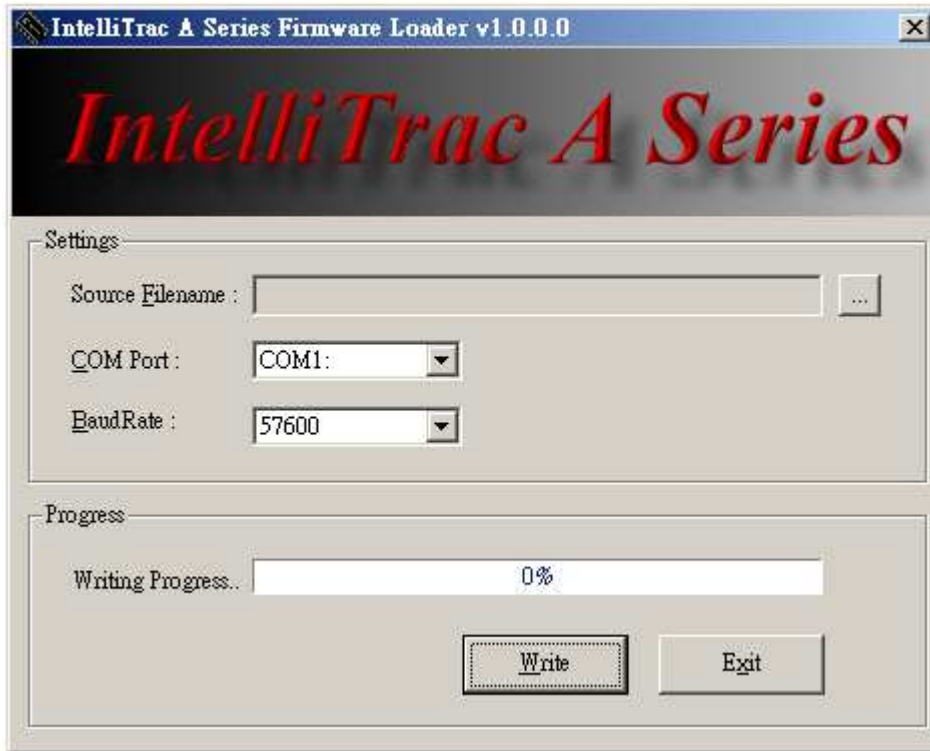 IntelliTrac A Series Firmware Loader v1.0.0.0
IntelliTrac A Series
Settings
Source Filename : ...
COM Port : COM1:
BaudRate : 57600
Progress
Writing Progress.. 0%
Write Exit